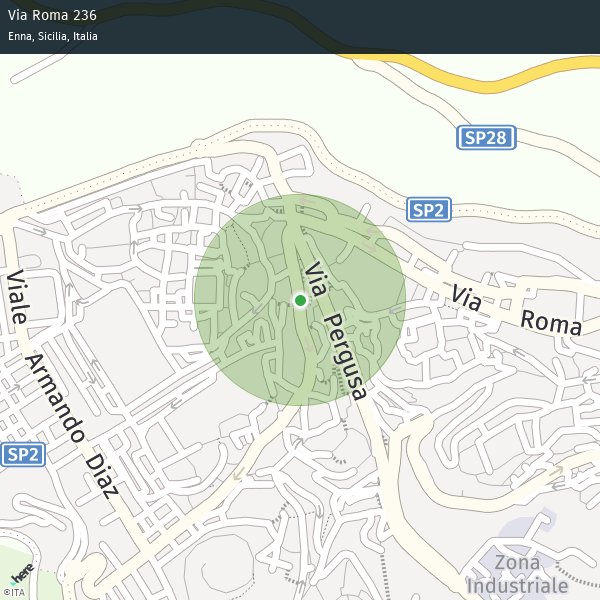 Via Roma 236
Enna, Sicilia, Italia
SP28
SP2
Via Roma
Via Pergusa
Viale Armando Diaz
SP2
Zona
Industriale
here
©ITA